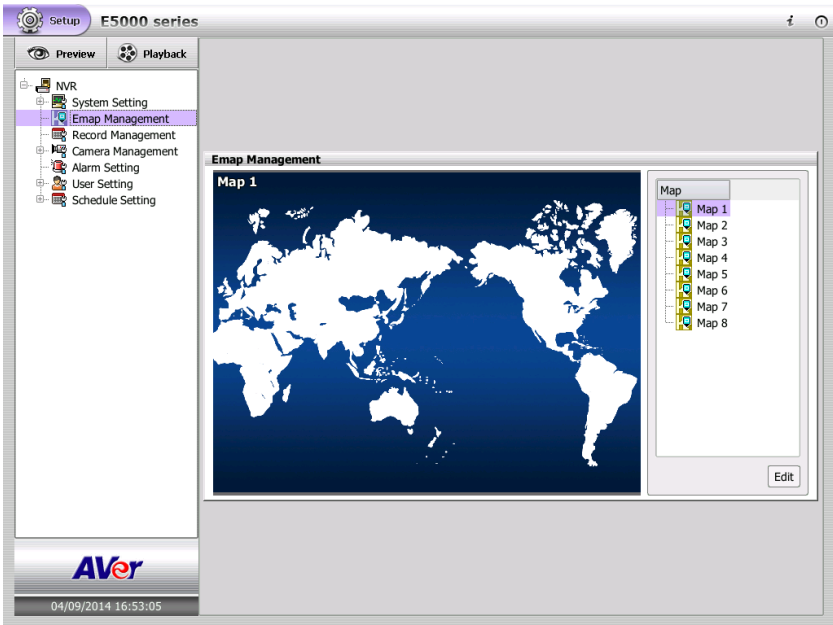 Setup E5000 series i
Preview Playback
NVR
System Setting
Emap Management
Record Management
Camera Management
Alarm Setting
User Setting
Schedule Setting
Emap Management
Map 1
Map
Map 1
Map 2
Map 3
Map 4
Map 5
Map 6
Map 7
Map 8
Edit
AVer
04/09/2014 16:53:05